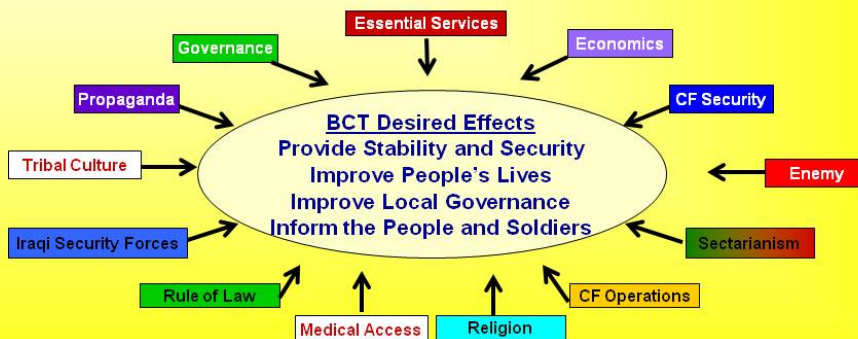 Essential Services
Governance
Economics
Propaganda
CF Security
BCT Desired Effects
Provide Stability and Security
Improve People's Lives
Improve Local Governance
Inform the People and Soldiers
Tribal Culture
Enemy
Iraqi Security Forces
Sectarianism
Rule of Law
CF Operations
Medical Access
Religion